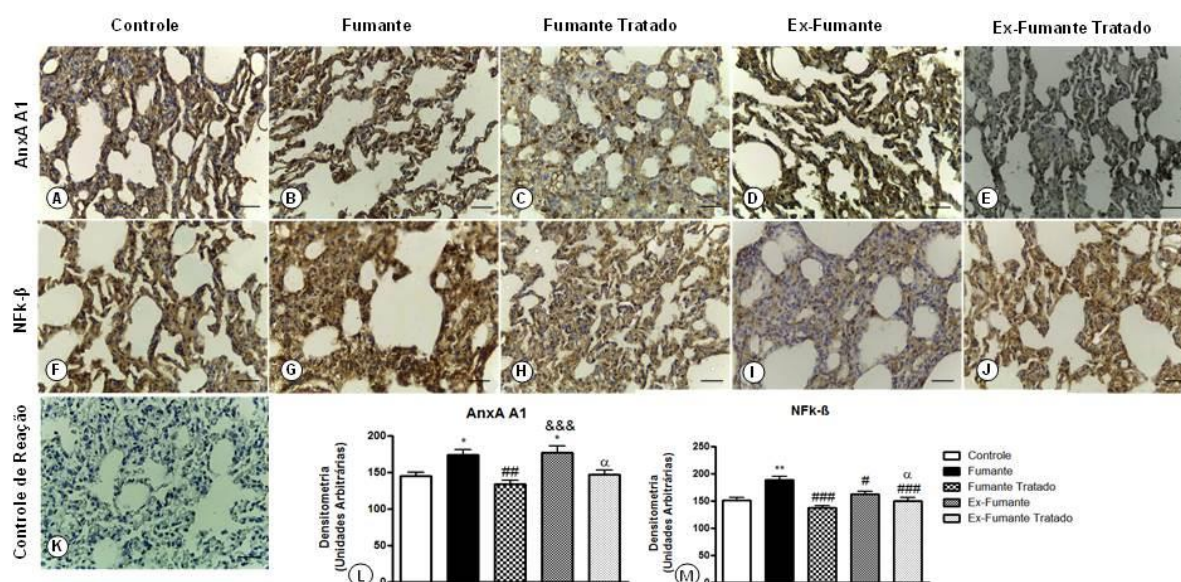 Controle Fumante Fumante Tratado Ex-Fumante Ex-Fumante Tratado
AnxA A1
A B C D E
NFk-β
F G H I J
Controle de Reação
K
AnxA A1
Densitometria
(Unidades Arbitrárias)
200
150
100
50
0
*
##
&&&
*
α
L
NFk-ß
Densitometria
(Unidades Arbitrárias)
250
200
150
100
50
0
**
###
#
α
###
M
Controle
Fumante
Fumante Tratado
Ex-Fumante
Ex-Fumante Tratado